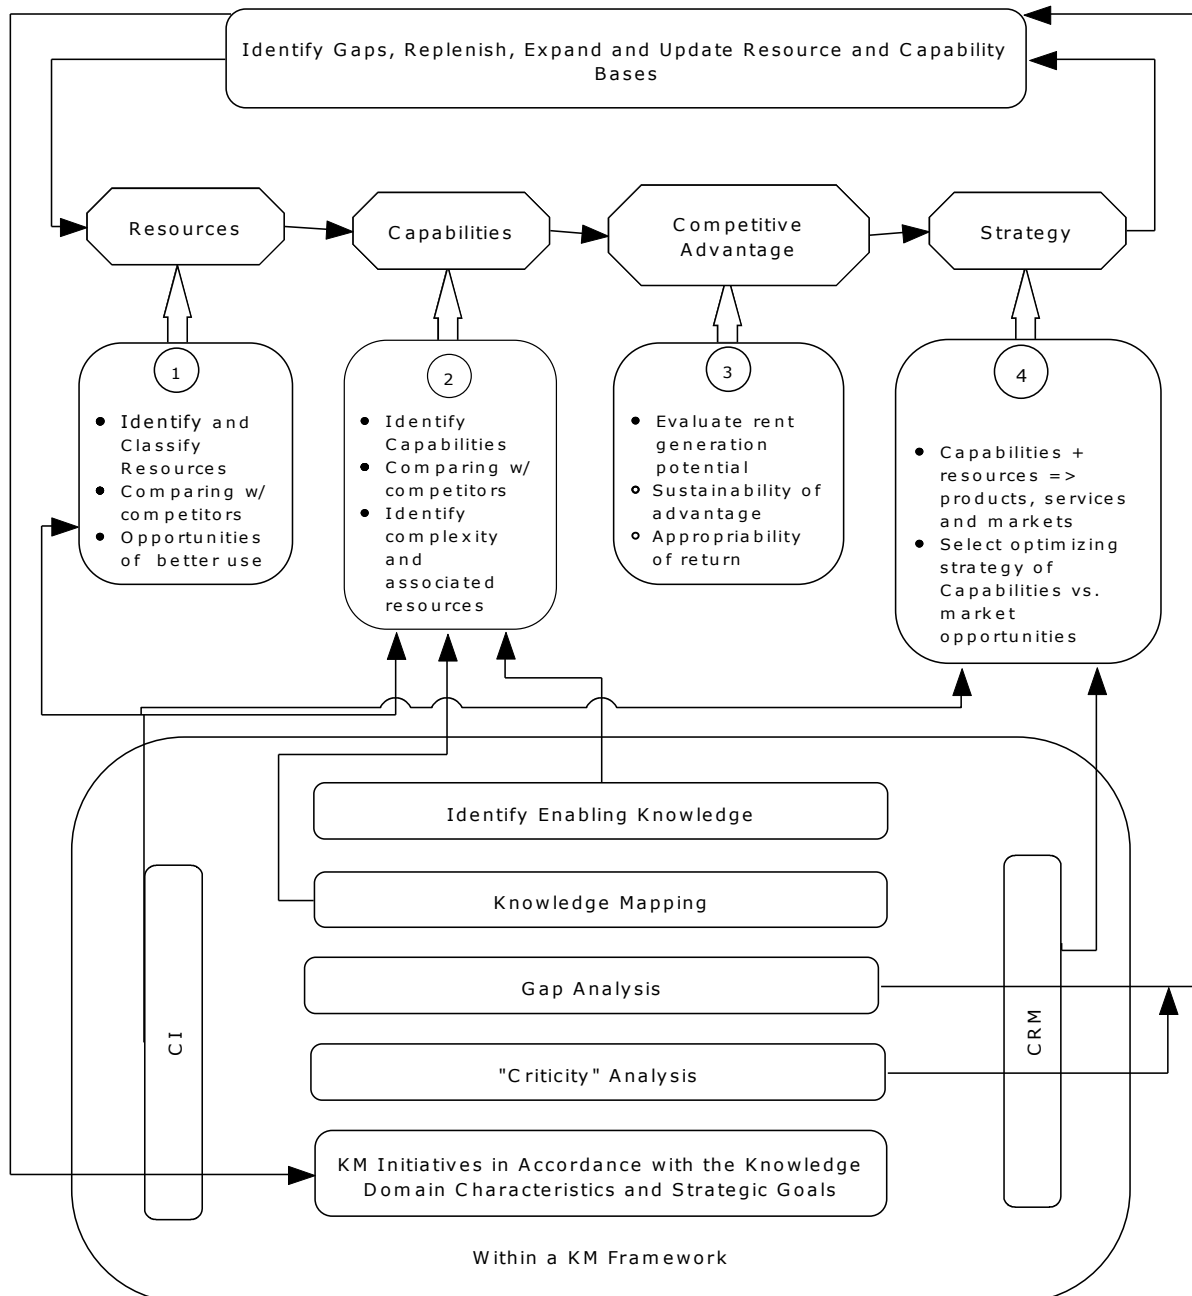 Identify Gaps, Replenish, Expand and Update Resource and Capability
Bases
Resources
Capabilities
Competitive
Advantage
Strategy
1
• Identify and
Classify
Resources
• Comparing w/
competitors
• Opportunities
of better use
2
• Identify
Capabilities
• Comparing w/
competitors
• Identify
complexity
and
associated
resources
3
• Evaluate rent
generation
potential
o Sustainability of
advantage
o Appropriability
of return
4
• Capabilities +
resources =>
products, services
and markets
• Select optimizing
strategy of
Capabilities vs.
market
opportunities
Identify Enabling Knowledge
Knowledge Mapping
Gap Analysis
CI
CRM
"Criticity" Analysis
KM Initiatives in Accordance with the Knowledge
Domain Characteristics and Strategic Goals
Within a KM Framework